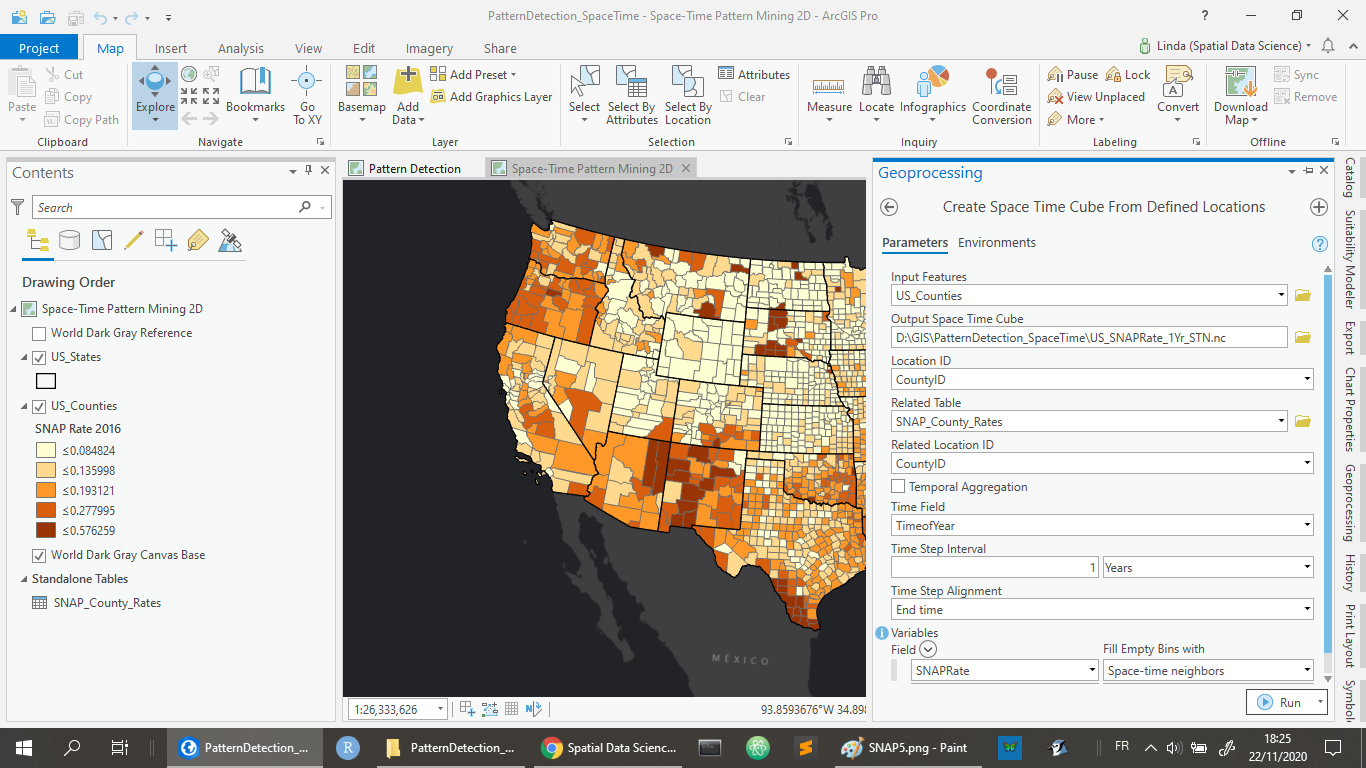 PatternDetection_SpaceTime - Space-Time Pattern Mining 2D - ArcGIS Pro
?
Project Map Insert Analysis View Edit Imagery Share
Linda (Spatial Data Science)
Paste
Cut
Copy
Copy Path
Clipboard
Explore
Bookmarks
Go
To XY
Navigate
Basemap
Add
Data
Add Preset
Add Graphics Layer
Layer
Select
Select By
Attributes
Select By
Location
Attributes
Clear
Selection
Measure
Locate
Infographics
Coordinate
Conversion
Inquiry
Pause
Lock
View Unplaced
More
Convert
Labeling
Download
Map
Sync
Remove
Offline
Contents
Search
Drawing Order
Space-Time Pattern Mining 2D
World Dark Gray Reference
US_States
US_Counties
SNAP Rate 2016
≤0.084824
≤0.135998
≤0.193121
≤0.277995
≤0.576259
World Dark Gray Canvas Base
Standalone Tables
SNAP_County_Rates
Pattern Detection
Space-Time Pattern Mining 2D
MÉXICO
1:26,333,626
93.8593676°W 34.898
Geoprocessing
Create Space Time Cube From Defined Locations
Parameters Environments
?
Input Features
US_Counties
Output Space Time Cube
D:\GIS\PatternDetection_SpaceTime\US_SNAPRate_1Yr_STN.nc
Location ID
CountyID
Related Table
SNAP_County_Rates
Related Location ID
CountyID
Temporal Aggregation
Time Field
TimeofYear
Time Step Interval
1 Years
Time Step Alignment
End time
Variables
Field
Fill Empty Bins with
SNAPRate
Space-time neighbors
Run
Catalog
Suitability Modeler
Export
Chart Properties
Geoprocessing
History
Print Layout
PatternDetection_...
R
PatternDetection_...
Spatial Data Scienc...
SNAP5.png - Paint
FR
18:25
22/11/2020